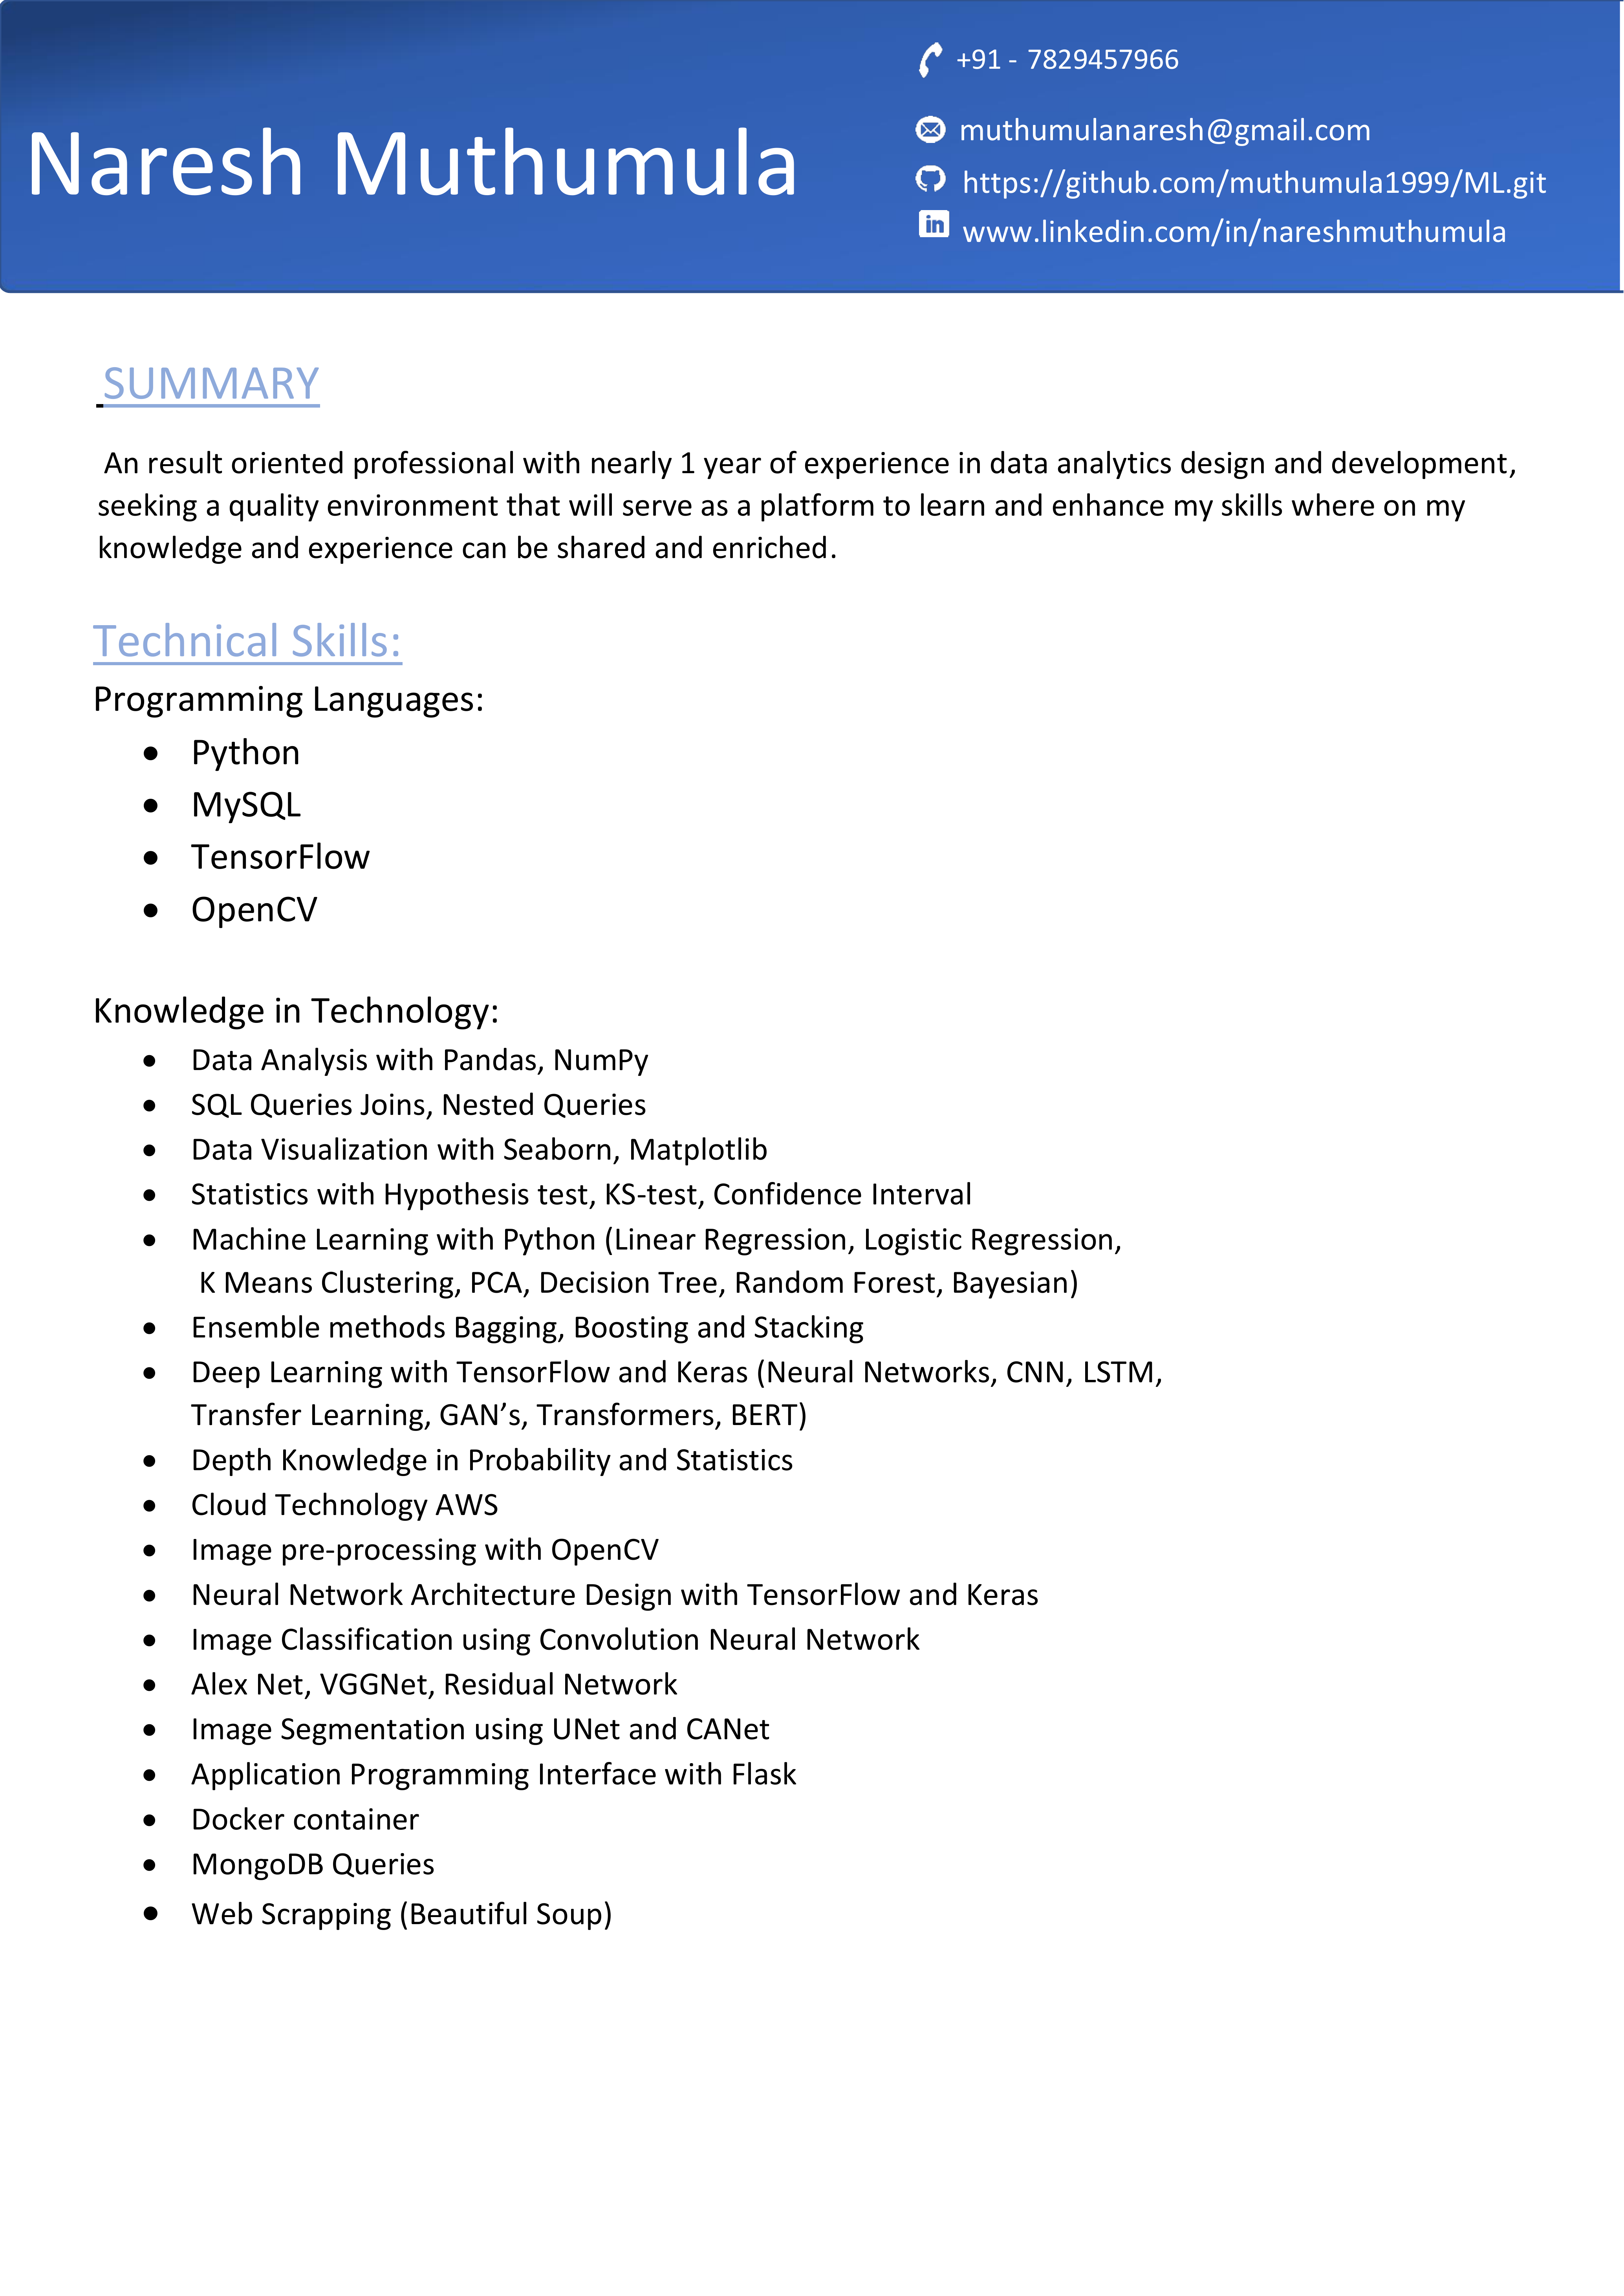 Naresh Muthumula
+91 - 7829457966
muthumulanaresh@gmail.com
https://github.com/muthumula1999/ML.git
in
www.linkedin.com/in/nareshmuthumula
SUMMARY
An result oriented professional with nearly 1 year of experience in data analytics design and development,
seeking a quality environment that will serve as a platform to learn and enhance my skills where on my
knowledge and experience can be shared and enriched.
Technical Skills:
Programming Languages:
• Python
• MySQL
• TensorFlow
• OpenCV
Knowledge in Technology:
• Data Analysis with Pandas, NumPy
• SQL Queries Joins, Nested Queries
• Data Visualization with Seaborn, Matplotlib
• Statistics with Hypothesis test, KS-test, Confidence Interval
• Machine Learning with Python (Linear Regression, Logistic Regression,
K Means Clustering, PCA, Decision Tree, Random Forest, Bayesian)
• Ensemble methods Bagging, Boosting and Stacking
• Deep Learning with TensorFlow and Keras (Neural Networks, CNN, LSTM,
Transfer Learning, GAN’s, Transformers, BERT)
• Depth Knowledge in Probability and Statistics
• Cloud Technology AWS
• Image pre-processing with OpenCV
• Neural Network Architecture Design with TensorFlow and Keras
• Image Classification using Convolution Neural Network
• Alex Net, VGGNet, Residual Network
• Image Segmentation using UNet and CANet
• Application Programming Interface with Flask
• Docker container
• MongoDB Queries
• Web Scrapping (Beautiful Soup)